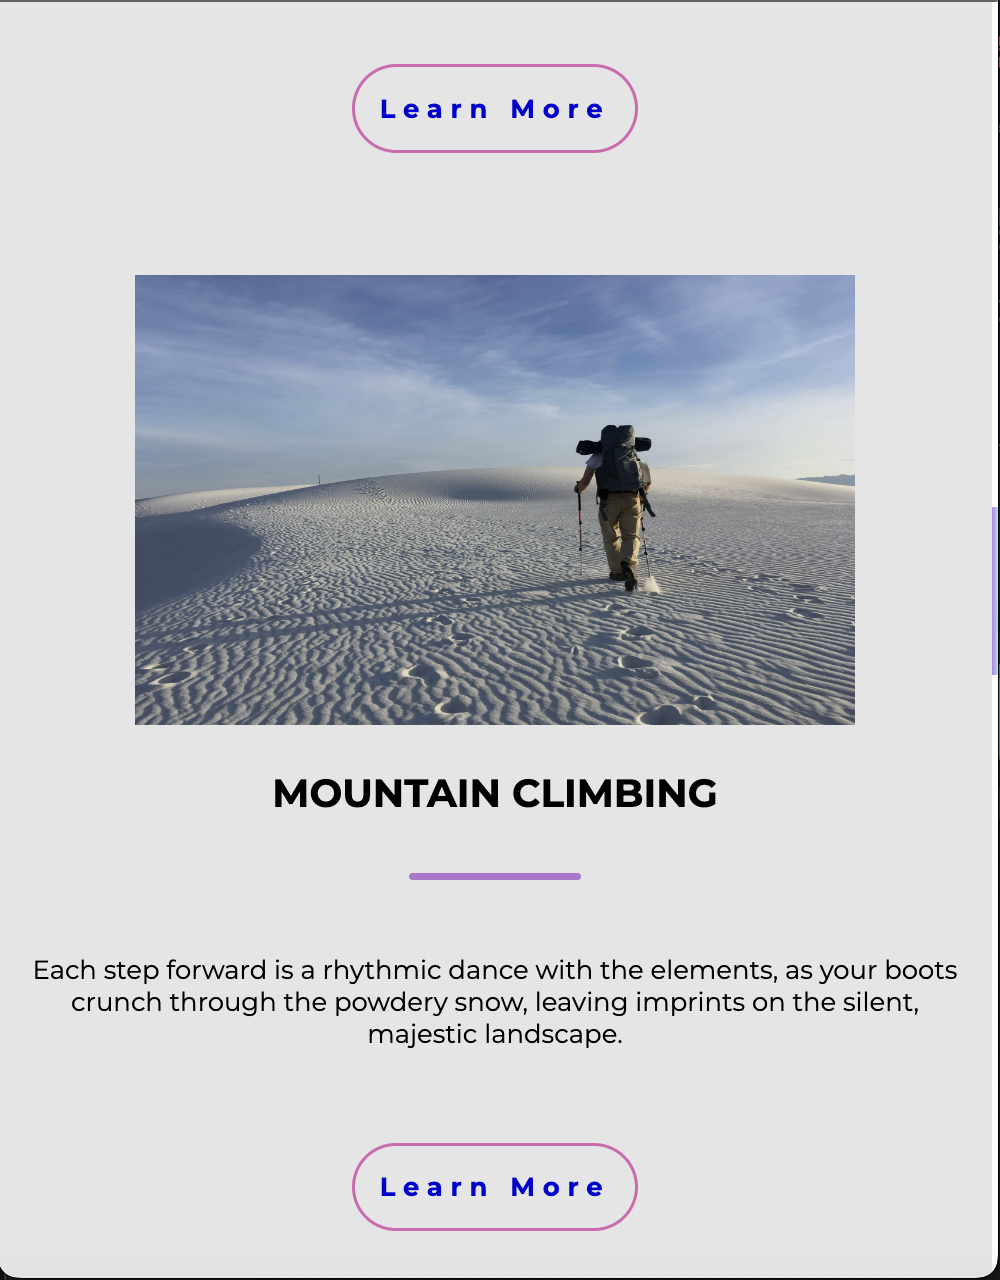 Learn More
MOUNTAIN CLIMBING
Each step forward is a rhythmic dance with the elements, as your boots
crunch through the powdery snow, leaving imprints on the silent,
majestic landscape.
Learn More